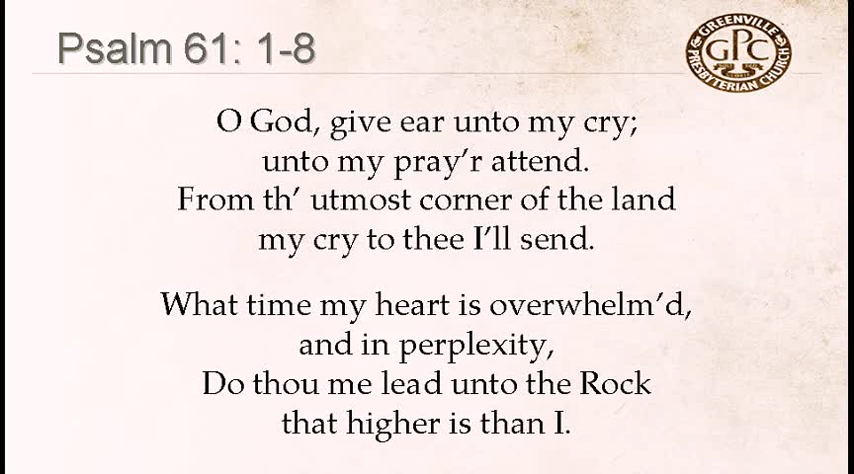 Psalm 61: 1-8
GREENVILLE
GPC
PRESBYTERIAN CHURCH
O God, give ear unto my cry;
unto my pray’r attend.
From th’ utmost corner of the land
my cry to thee I’ll send.
What time my heart is overwhelm’d,
and in perplexity,
Do thou me lead unto the Rock
that higher is than I.